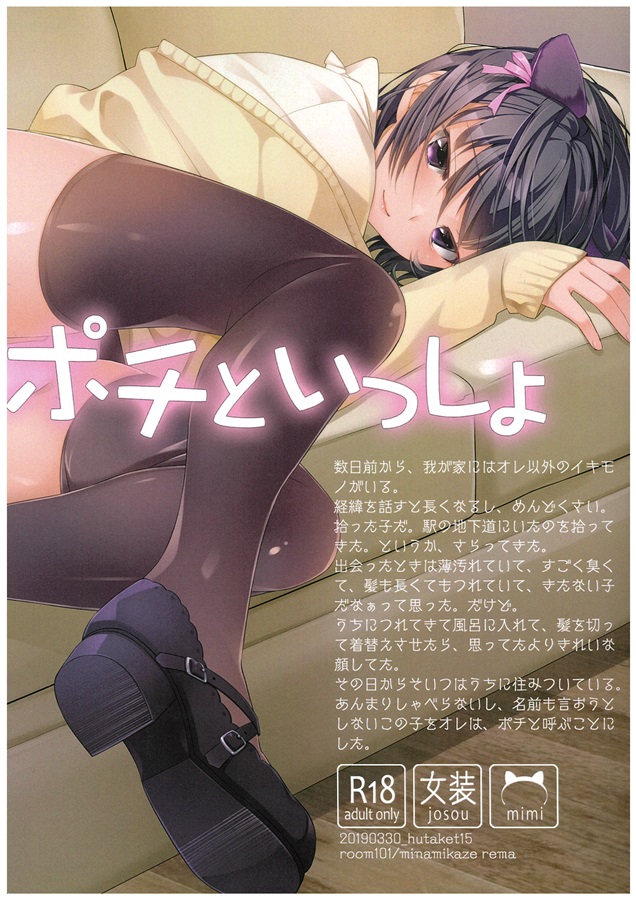 ポチといっしょ
数日前から、我が家にはオレ以外のイキモ
ノがいる。
経緯を話すと長くなるし、めんどくさい。
拾った子だ。駅の地下道にいたのを拾って
きた。というか、さらってきた。
出会ったときは薄汚れていて、すごく臭く
て、髪も長くてもつれていて、きたない子
だなぁって思った。だけど。
うちにつれてきて風呂に入れて、髪を切っ
て着替えさせたら、思ってたよりきれいな
顔してた。
その日からそいつはうちに住みついている。
あんまりしゃべらないし、名前も言おうと
しないこの子をオレは、ポチと呼ぶことに
した。
R18
adult only
女装
josou
mimi
20190330_hutaket15
room101/minamikaze rema